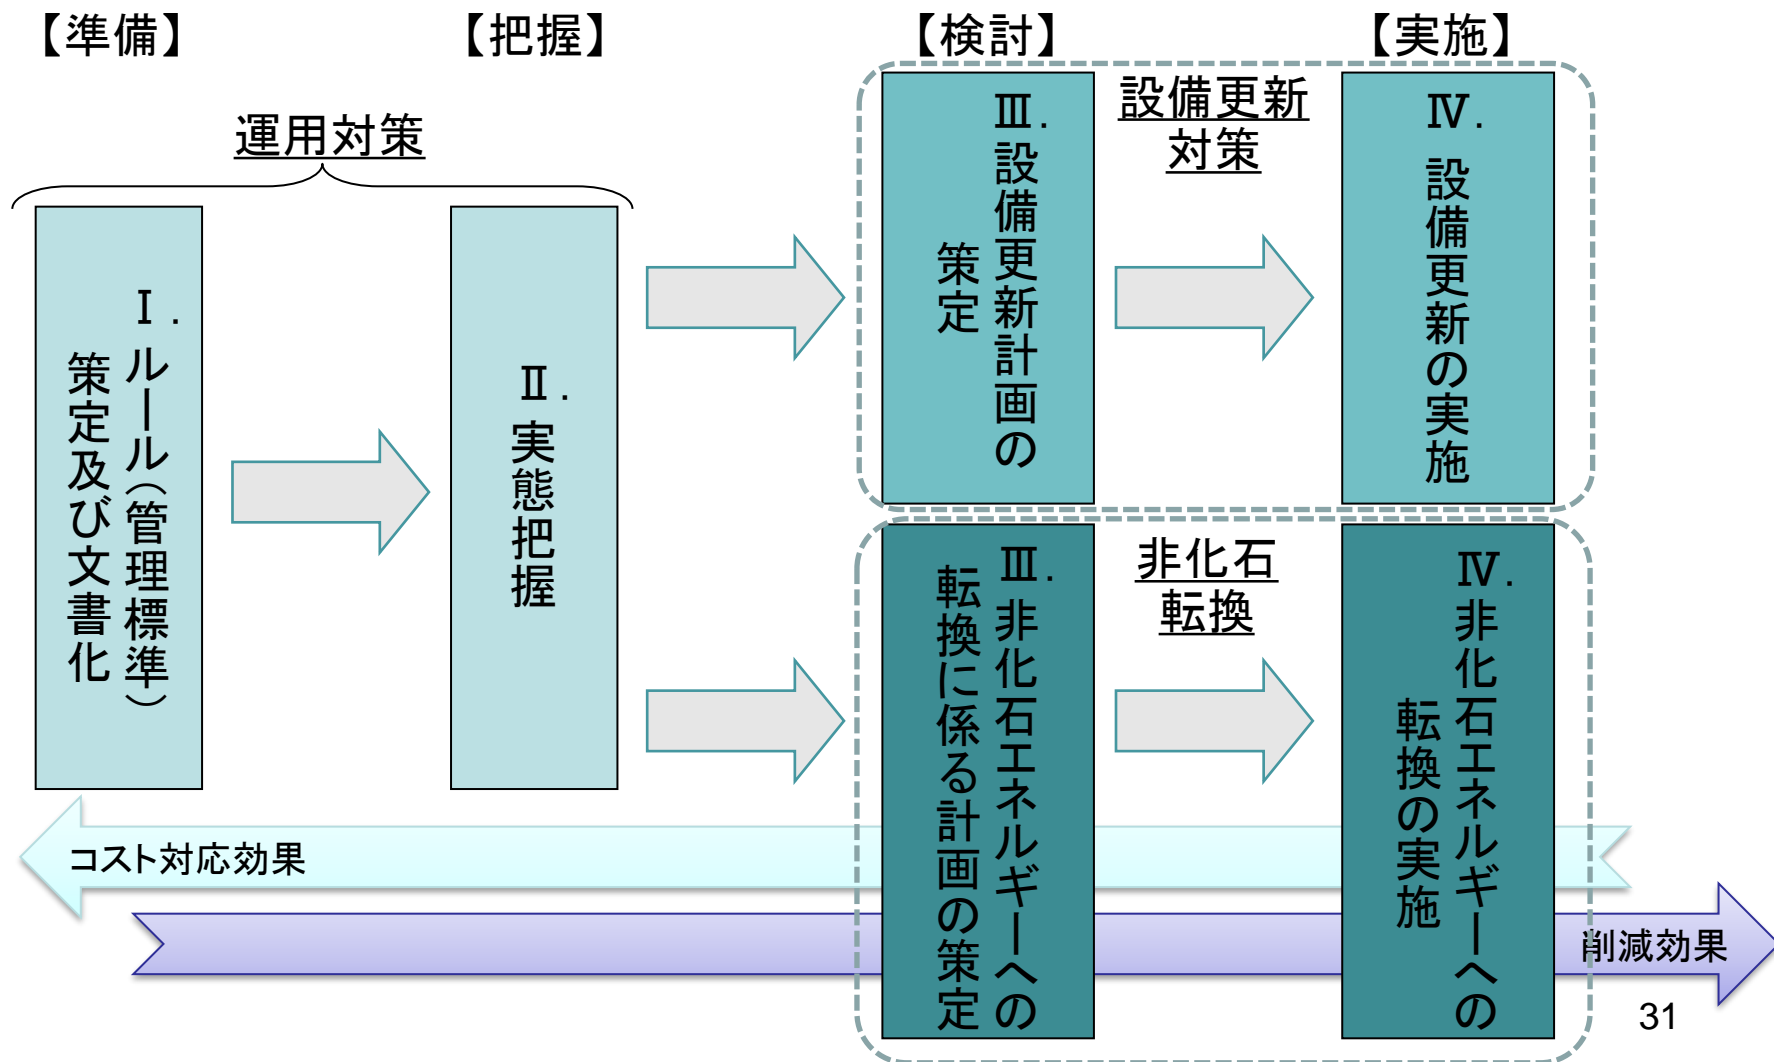 【準備】
【把握】
【検討】
【実施】
運用対策
Ⅰ.
ルール(管理標準)
策定及び文書化
Ⅱ.
実態把握
Ⅲ.
設備更新計画の
策定
設備更新
対策
Ⅳ.
設備更新の実施
Ⅲ.
非化石エネルギーへの
転換に係る計画の策定
非化石
転換
Ⅳ.
非化石エネルギーへの
転換の実施
コスト対応効果
削減効果
31